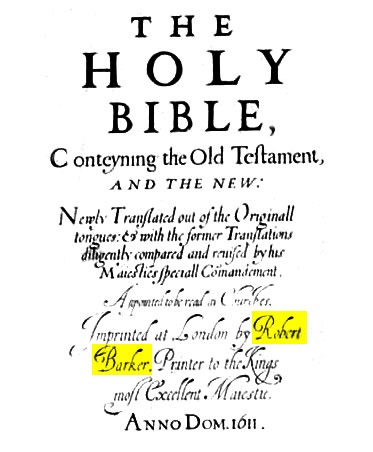 THE
HOLY
BIBLE,
Conteyning the Old Testament,
AND THE NEW:
Newly Translated out of the Originall
tongues: & with the former Translations
diligently compared and reuised by his
Maiesties speciall Comandement.
Appointed to be read in Churches.
Imprinted at London by Robert
Barker, Printer to the Kings
most Excellent Maiestie.
ANNO DOM. 1611.